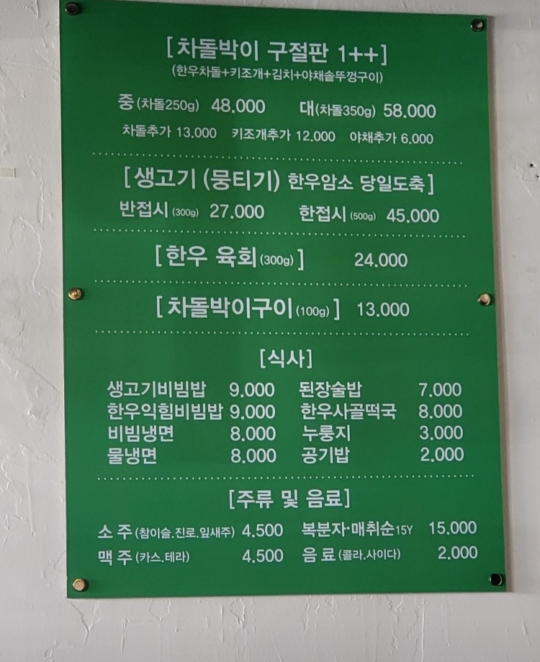 [차돌박이 구절판 1++]
(한우차돌+키조개+김치+야채솥뚜껑구이)
중(차돌250g) 48.000 대(차돌350g) 58.000
차돌추가 13,000 키조개추가 12,000 야채추가 6,000
[생고기 (뭉티기) 한우암소 당일도축]
반접시 (300g) 27.000 한접시 (500g) 45.000
[한우 육회(300g)] 24.000
[차돌박이구이(100g)] 13.000
[식사]
생고기비빔밥 9.000 된장술밥 7.000
한우익힘비빔밥 9.000 한우사골떡국 8.000
비빔냉면 8.000 누룽지 3.000
물냉면 8.000 공기밥 2.000
[주류 및 음료]
소 주 (참이슬.진로.잎새주) 4.500 복분자·매취순15Y 15.000
맥 주 (카스.테라) 4.500 음 료 (콜라.사이다) 2.000